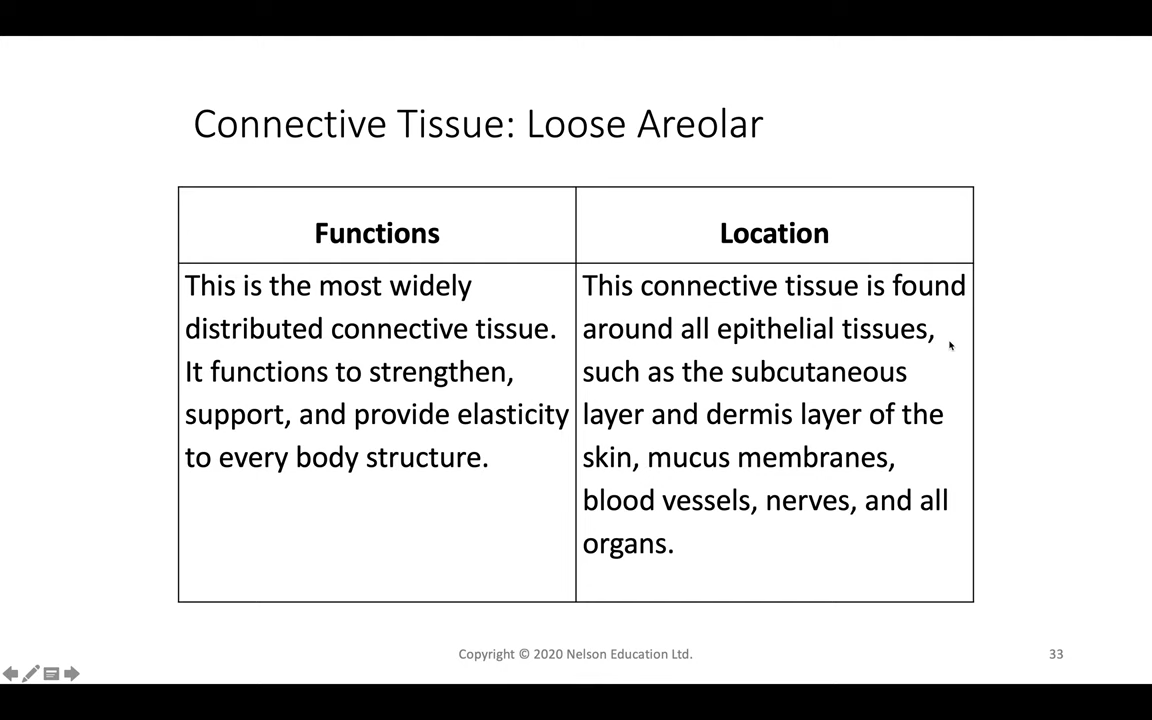 Connective Tissue: Loose Areolar
Functions
Location
This is the most widely
distributed connective tissue.
It functions to strengthen,
support, and provide elasticity
to every body structure.
This connective tissue is found
around all epithelial tissues,
such as the subcutaneous
layer and dermis layer of the
skin, mucus membranes,
blood vessels, nerves, and all
organs.
Copyright © 2020 Nelson Education Ltd.
33